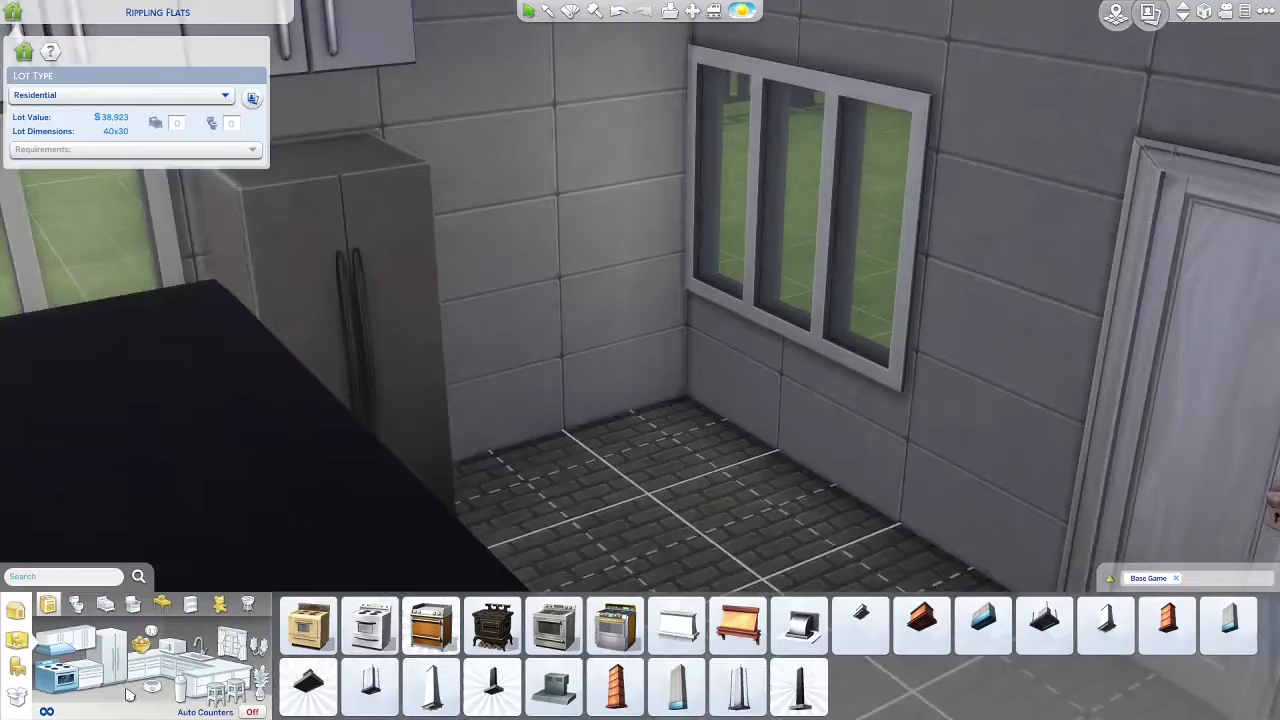 RIPPLING FLATS
?
LOT TYPE
Residential
Lot Value: §38,923
0 0
Lot Dimensions: 40x30
Requirements:
Search
Base Game ×
Auto Counters Off